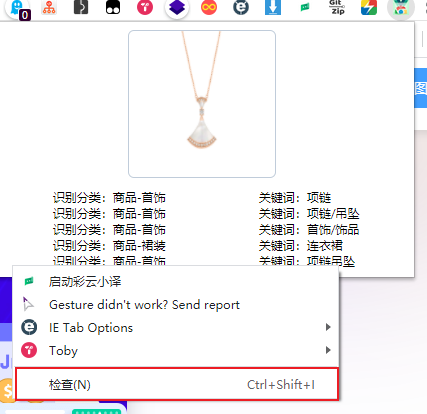 0
Git
Zip
图
识别分类：商品-首饰 关键词：项链
识别分类：商品-首饰 关键词：项链/吊坠
识别分类：商品-首饰 关键词：首饰/饰品
识别分类：商品-裙装 关键词：连衣裙
识别分类：商品-首饰 关键词：项链吊坠
启动彩云小译
Gesture didn't work? Send report
IE Tab Options
Toby
检查(N) Ctrl+Shift+I